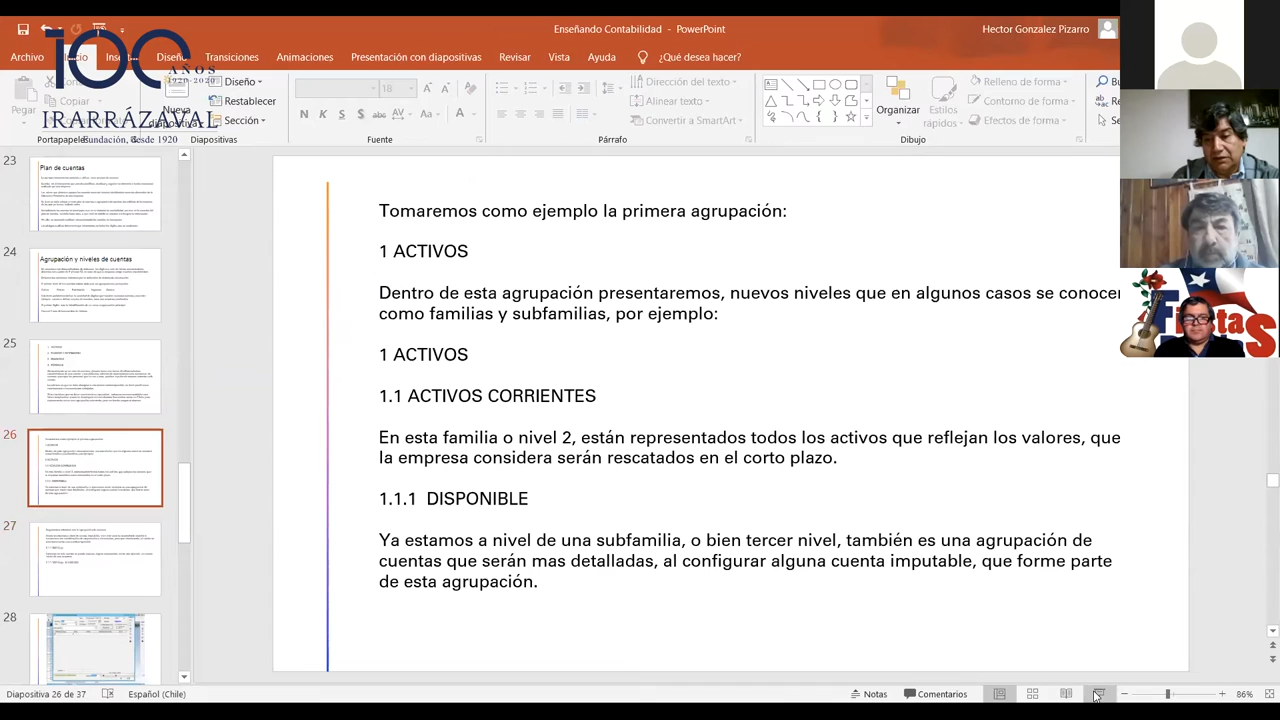 Enseñando Contabilidad - PowerPoint
Hector Gonzalez Pizarro
Archivo Inicio Diseño Transiciones Animaciones Presentación con diapositivas Revisar Vista Ayuda ¿Qué desea hacer?
100 AÑOS
1920-2020
IRARRÁZAVAL
Fundación, desde 1920
Pegar
Copiar
Nueva
Diseño
Restablecer
Sección
18
N K S
Dirección del texto
Alinear texto
Convertir a SmartArt
Organizar
Estilos
rápidos
Relleno de forma
Contorno de forma
Efectos de forma
Portapapeles Diapositivas Fuente Párrafo Dibujo
23
Plan de cuentas
24
Agrupación y niveles de cuentas
25
26
27
28
Tomaremos como ejemplo la primera agrupación:
1 ACTIVOS
Dentro de esta agrupación presentaremos, nuevos niveles que en algunos casos se conocen
como familias y subfamilias, por ejemplo:
1 ACTIVOS
1.1 ACTIVOS CORRIENTES
En esta familia o nivel 2, están representados todos los activos que reflejan los valores, que
la empresa considera serán rescatados en el corto plazo.
1.1.1 DISPONIBLE
Ya estamos a nivel de una subfamilia, o bien tercer nivel, también es una agrupación de
cuentas que serán mas detalladas, al configurar alguna cuenta imputable, que forme parte
de esta agrupación.
Diapositiva 26 de 37 Español (Chile) Notas Comentarios 86%